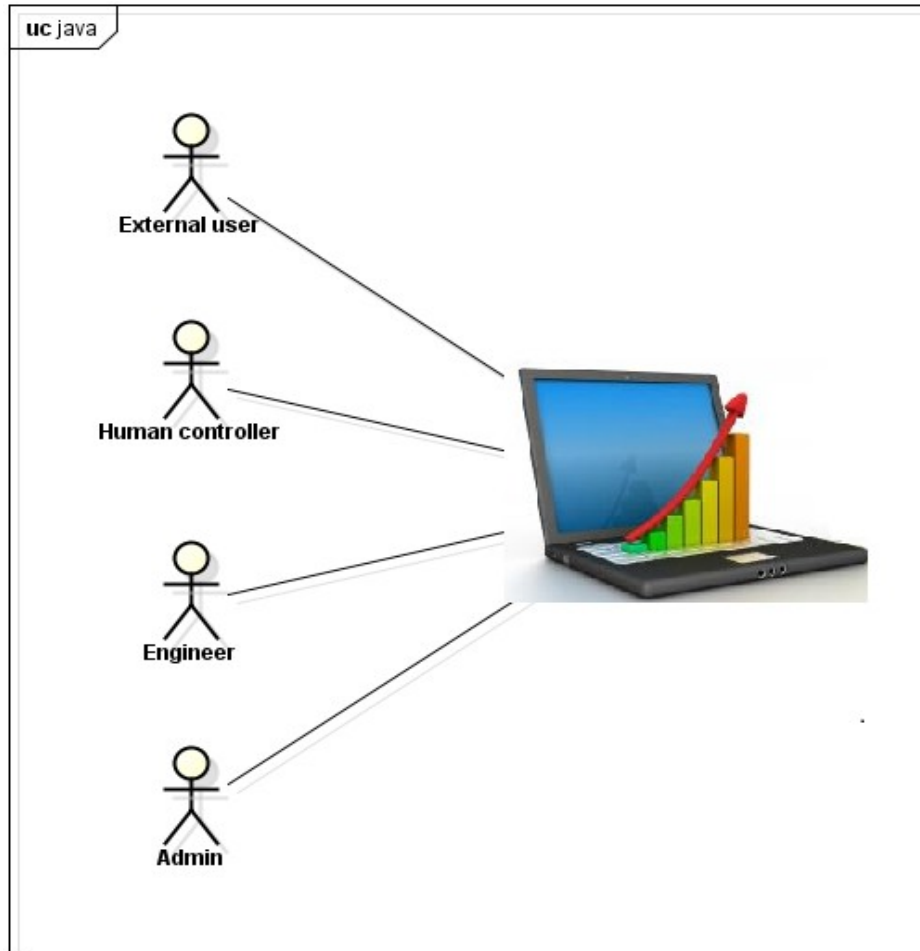 uc java
External user
Human controller
Engineer
Admin